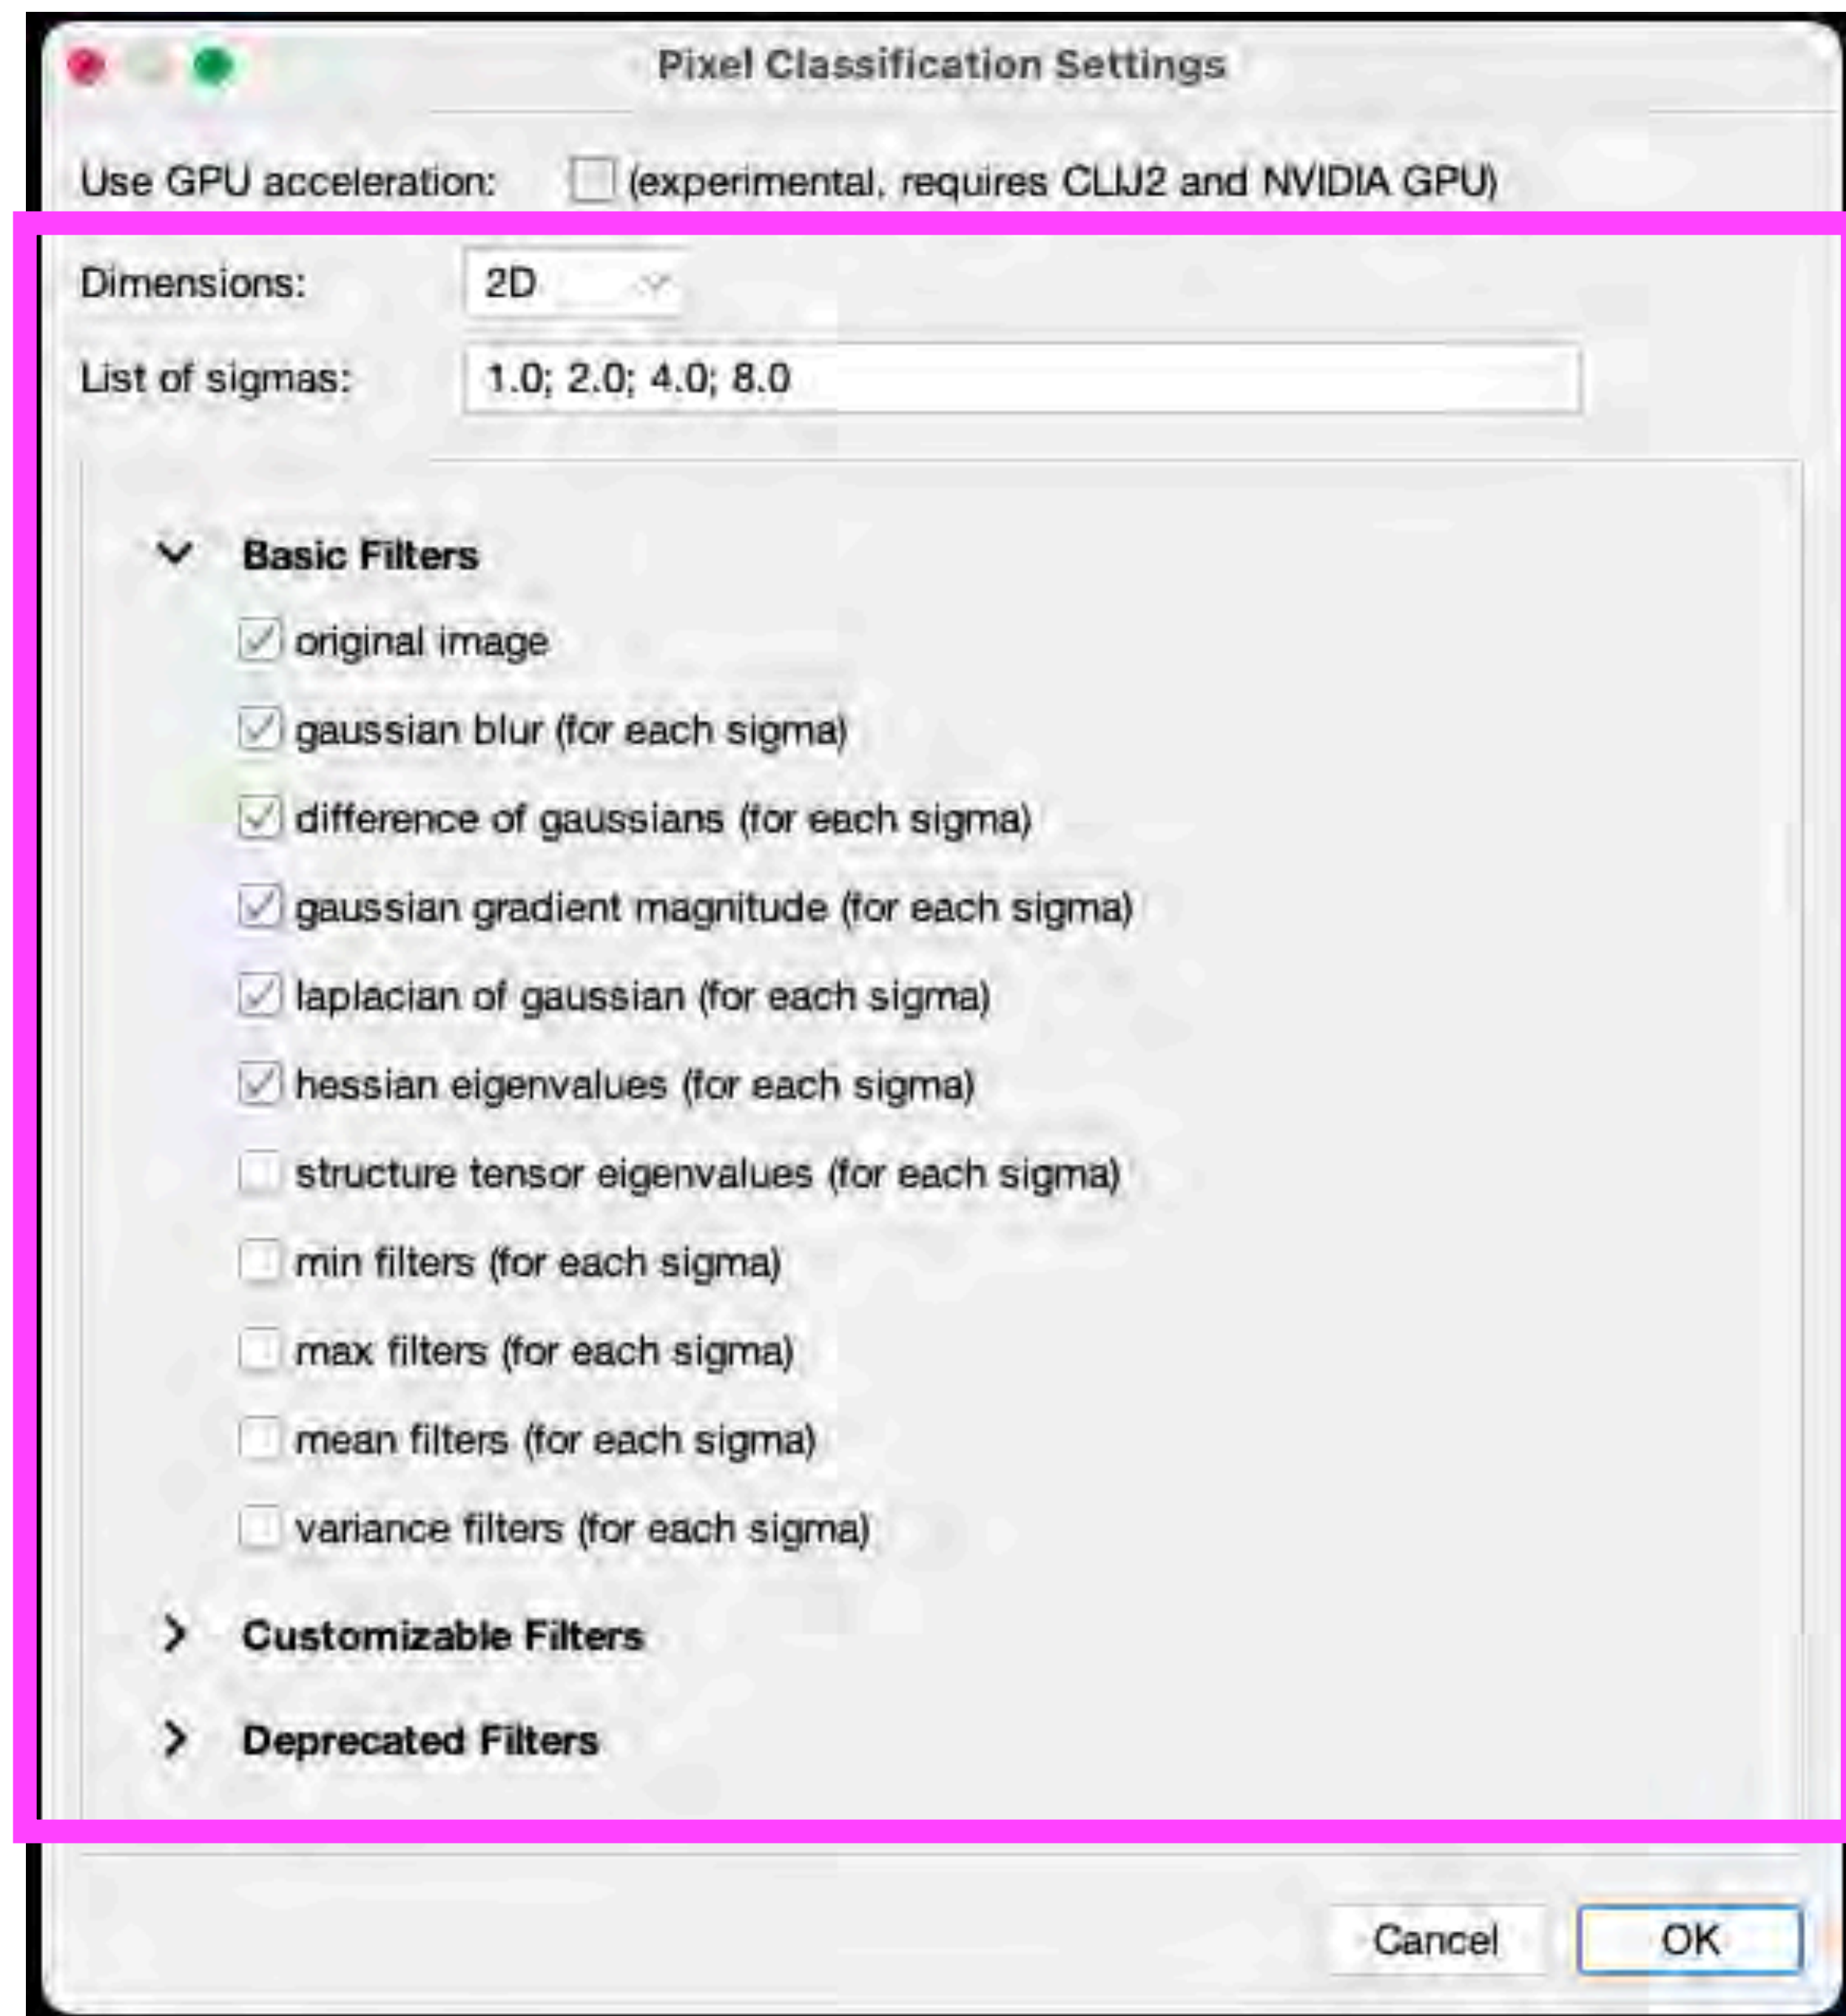 Pixel Classification Settings
Use GPU acceleration: (experimental, requires CLIJ2 and NVIDIA GPU)
Dimensions: 2D
List of sigmas: 1.0; 2.0; 4.0; 8.0
Basic Filters
original image
gaussian blur (for each sigma)
difference of gaussians (for each sigma)
gaussian gradient magnitude (for each sigma)
laplacian of gaussian (for each sigma)
hessian eigenvalues (for each sigma)
structure tensor eigenvalues (for each sigma)
min filters (for each sigma)
max filters (for each sigma)
mean filters (for each sigma)
variance filters (for each sigma)
Customizable Filters
Deprecated Filters
Cancel OK